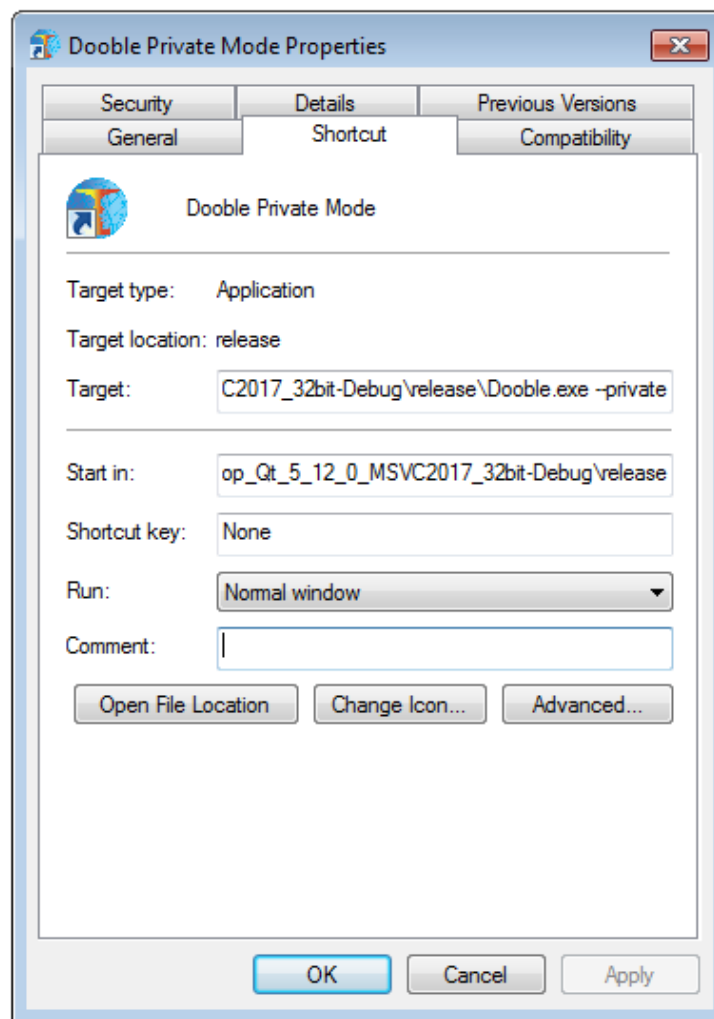 Dooble Private Mode Properties
Security Details Previous Versions
General Shortcut Compatibility
Dooble Private Mode
Target type: Application
Target location: release
Target: C2017_32bit-Debug\release\Dooble.exe --private
Start in: op_Qt_5_12_0_MSVC2017_32bit-Debug\release
Shortcut key: None
Run: Normal window
Comment:
Open File Location Change Icon... Advanced...
OK Cancel Apply